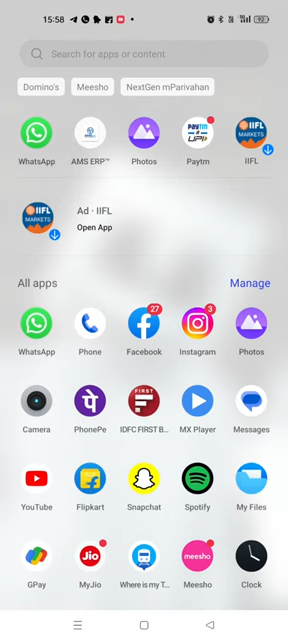 15:58 92
Search for apps or content
Domino's Meesho NextGen mParivahan
WhatsApp AMS ERP™ Photos Paytm IIFL
Ad · IIFL
Open App
All apps Manage
27 3
WhatsApp Phone Facebook Instagram Photos
Camera PhonePe IDFC FIRST B... MX Player Messages
YouTube Flipkart Snapchat Spotify My Files
GPay MyJio Where is my T... Meesho Clock